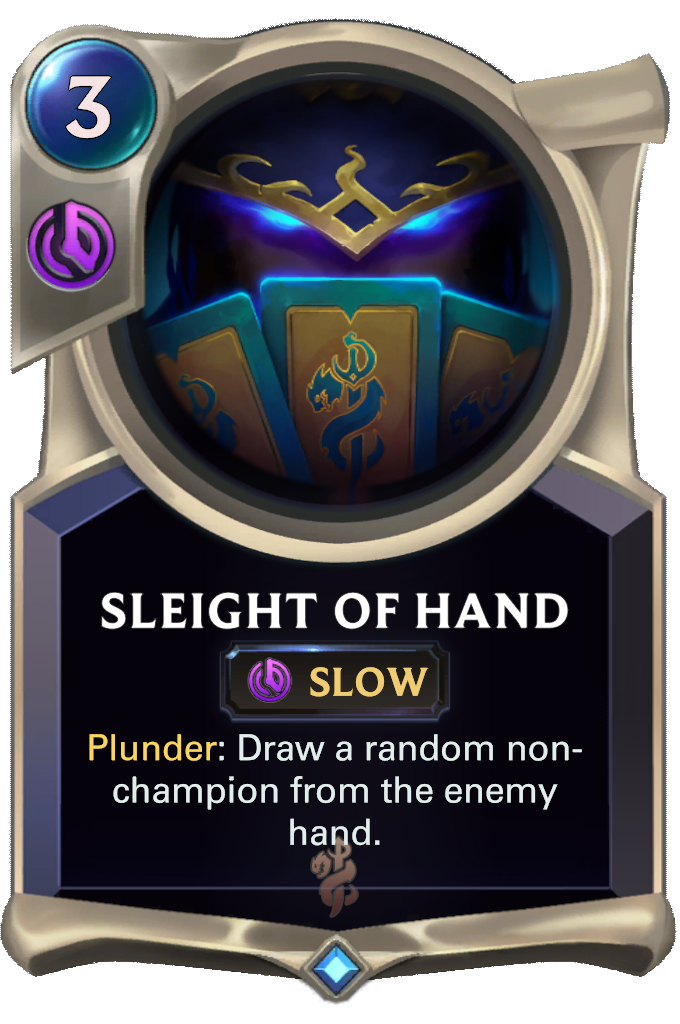 3
SLEIGHT OF HAND
SLOW
Plunder: Draw a random non-
champion from the enemy
hand.